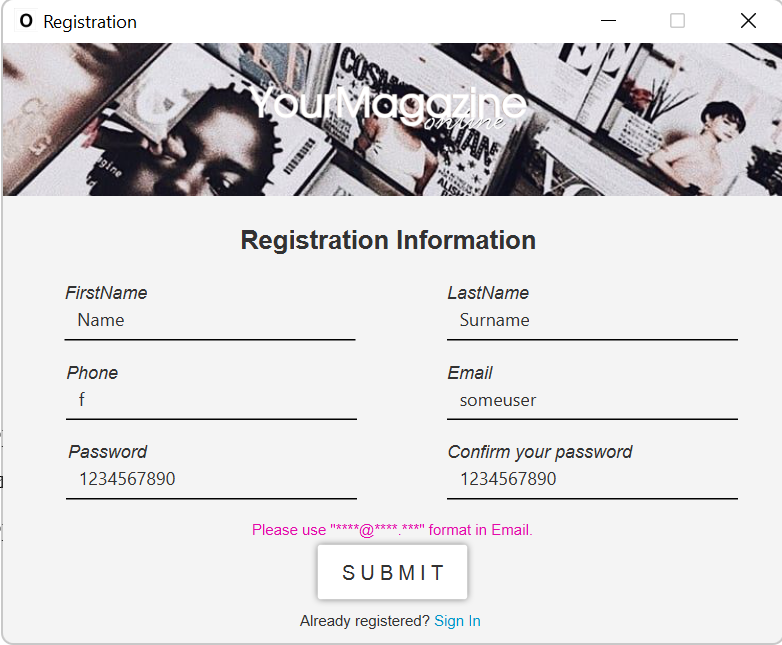 O Registration
YourMagazine
online
COSMO
Registration Information
FirstName
LastName
Name
Surname
Phone
Email
f
someuser
Password
Confirm your password
1234567890
1234567890
Please use "****@****.***" format in Email.
SUBMIT
Already registered? Sign In